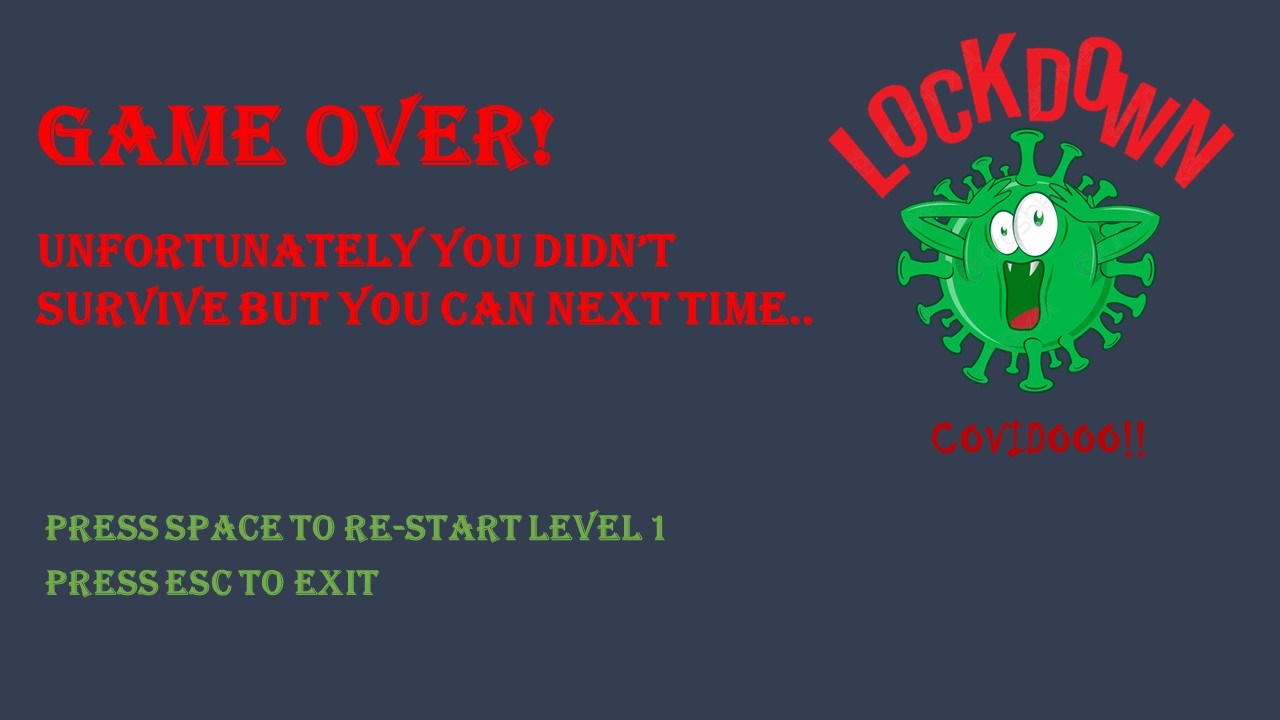 GAME OVER!
UNFORTUNATELY YOU DIDN'T
SURVIVE BUT YOU CAN NEXT TIME..
PRESS SPACE TO RE-START LEVEL 1
PRESS ESC TO EXIT
LOCKDOWN
COVIDOOO!!